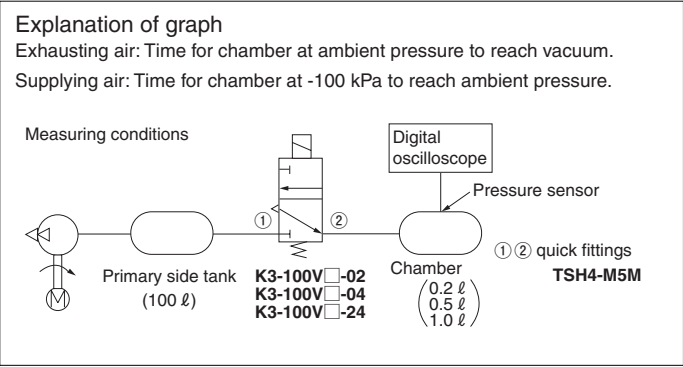 Explanation of graph
Exhausting air: Time for chamber at ambient pressure to reach vacuum.
Supplying air: Time for chamber at -100 kPa to reach ambient pressure.
Measuring conditions
Digital
oscilloscope
Pressure sensor
① ②
①② quick fittings
TSH4-M5M
Primary side tank
(100 ℓ)
K3-100V□-02
K3-100V□-04
K3-100V□-24
Chamber
(0.2 ℓ
0.5 ℓ
1.0 ℓ)
M